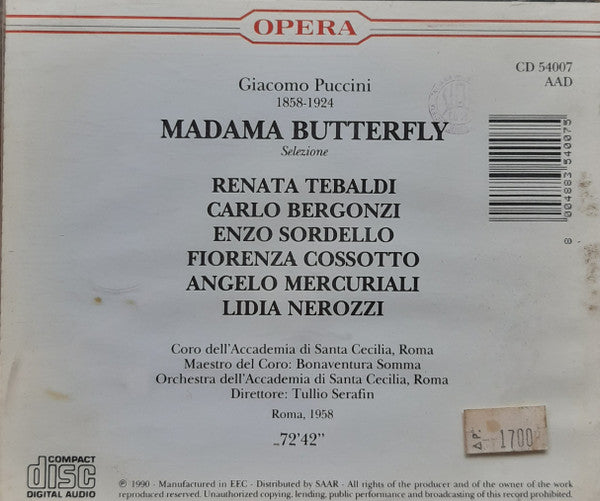 OPERA
CD 54007
AAD
Giacomo Puccini
1858-1924
MADAMA BUTTERFLY
Selezione
RENATA TEBALDI
CARLO BERGONZI
ENZO SORDELLO
FIORENZA COSSOTTO
ANGELO MERCURIALI
LIDIA NEROZZI
8 004883 540075
Coro dell'Accademia di Santa Cecilia, Roma
Maestro del Coro: Bonaventura Somma
Orchestra dell'Accademia di Santa Cecilia, Roma
Direttore: Tullio Serafin
Roma, 1958
72'42"
ΔΡ. 1700
COMPACT
disc
DIGITAL AUDIO
℗ 1990 - Manufactured in EEC - Distributed by SAAR - All rights of the producer and of the owner of the work
reproduced reserved. Unauthorized copying, lending, public performance and broadcasting of this record prohibited.